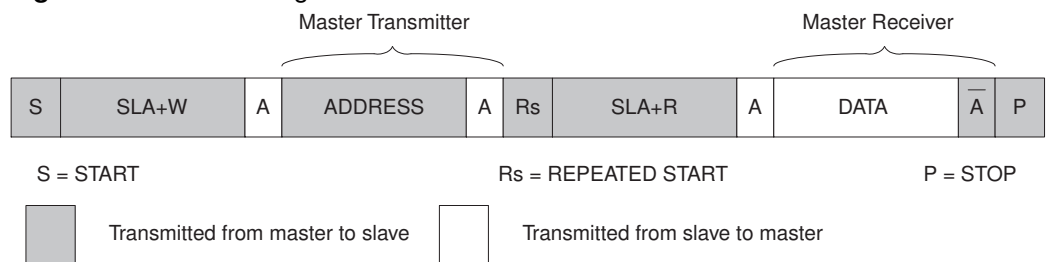 Master Transmitter Master Receiver
S SLA+W A ADDRESS A Rs SLA+R A DATA A̅ P
S = START Rs = REPEATED START P = STOP
Transmitted from master to slave Transmitted from slave to master